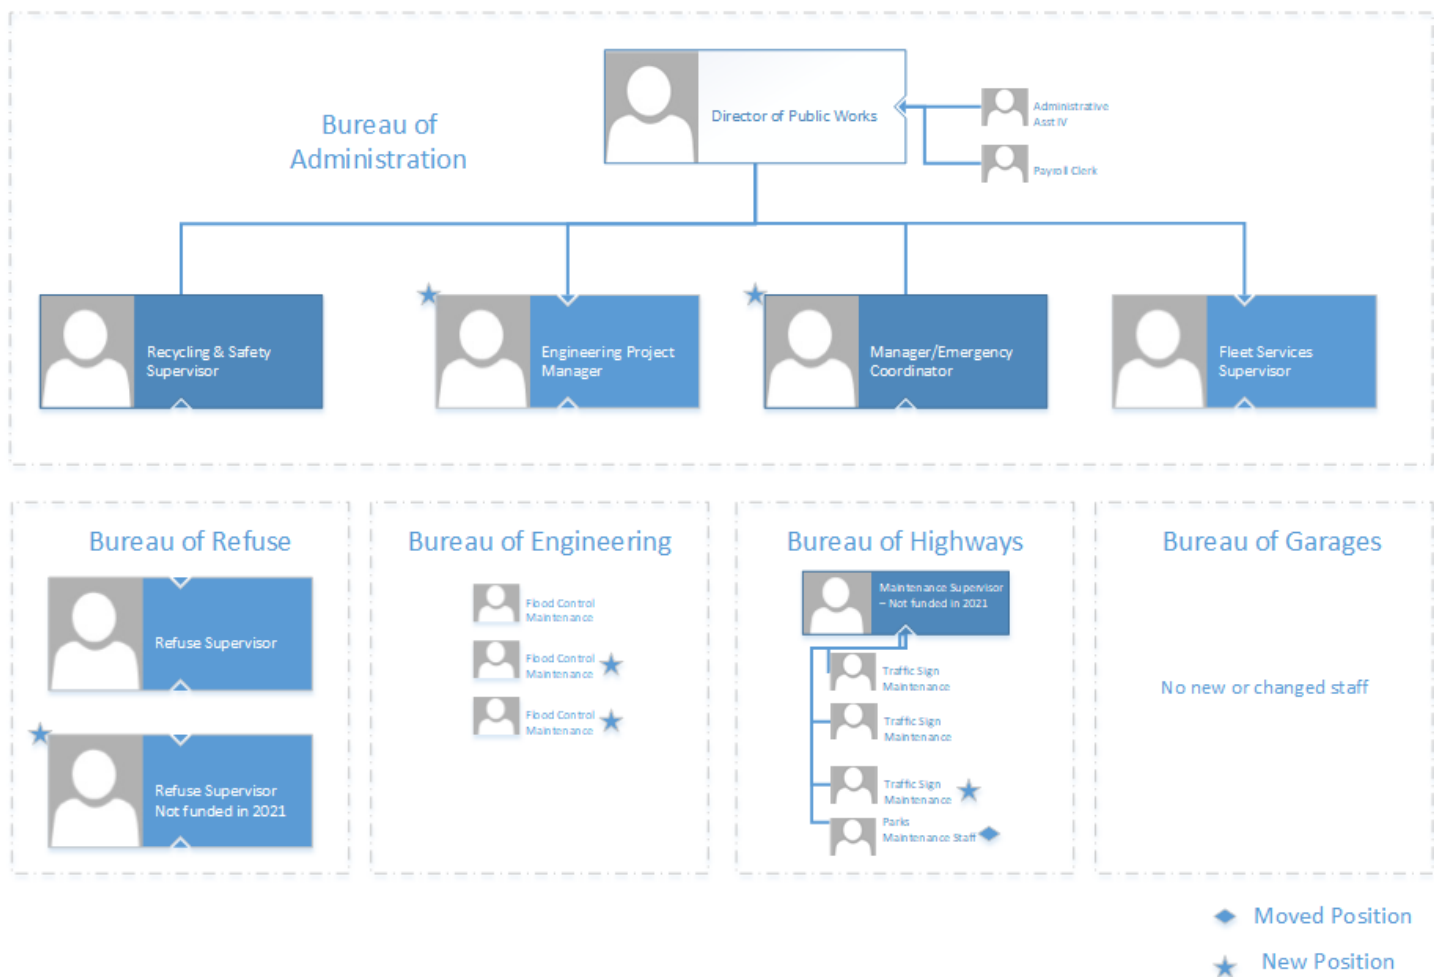 Bureau of
Administration
Director of Public Works
Administrative
Asst IV
Payroll Clerk
Recycling & Safety
Supervisor
Engineering Project
Manager
Manager/Emergency
Coordinator
Fleet Services
Supervisor
Bureau of Refuse
Refuse Supervisor
Refuse Supervisor
Not funded in 2021
Bureau of Engineering
Flood Control
Maintenance
Flood Control
Maintenance
Flood Control
Maintenance
Bureau of Highways
Maintenance Supervisor
– Not funded in 2021
Traffic Sign
Maintenance
Traffic Sign
Maintenance
Traffic Sign
Maintenance
Parks
Maintenance Staff
Bureau of Garages
No new or changed staff
Moved Position
New Position